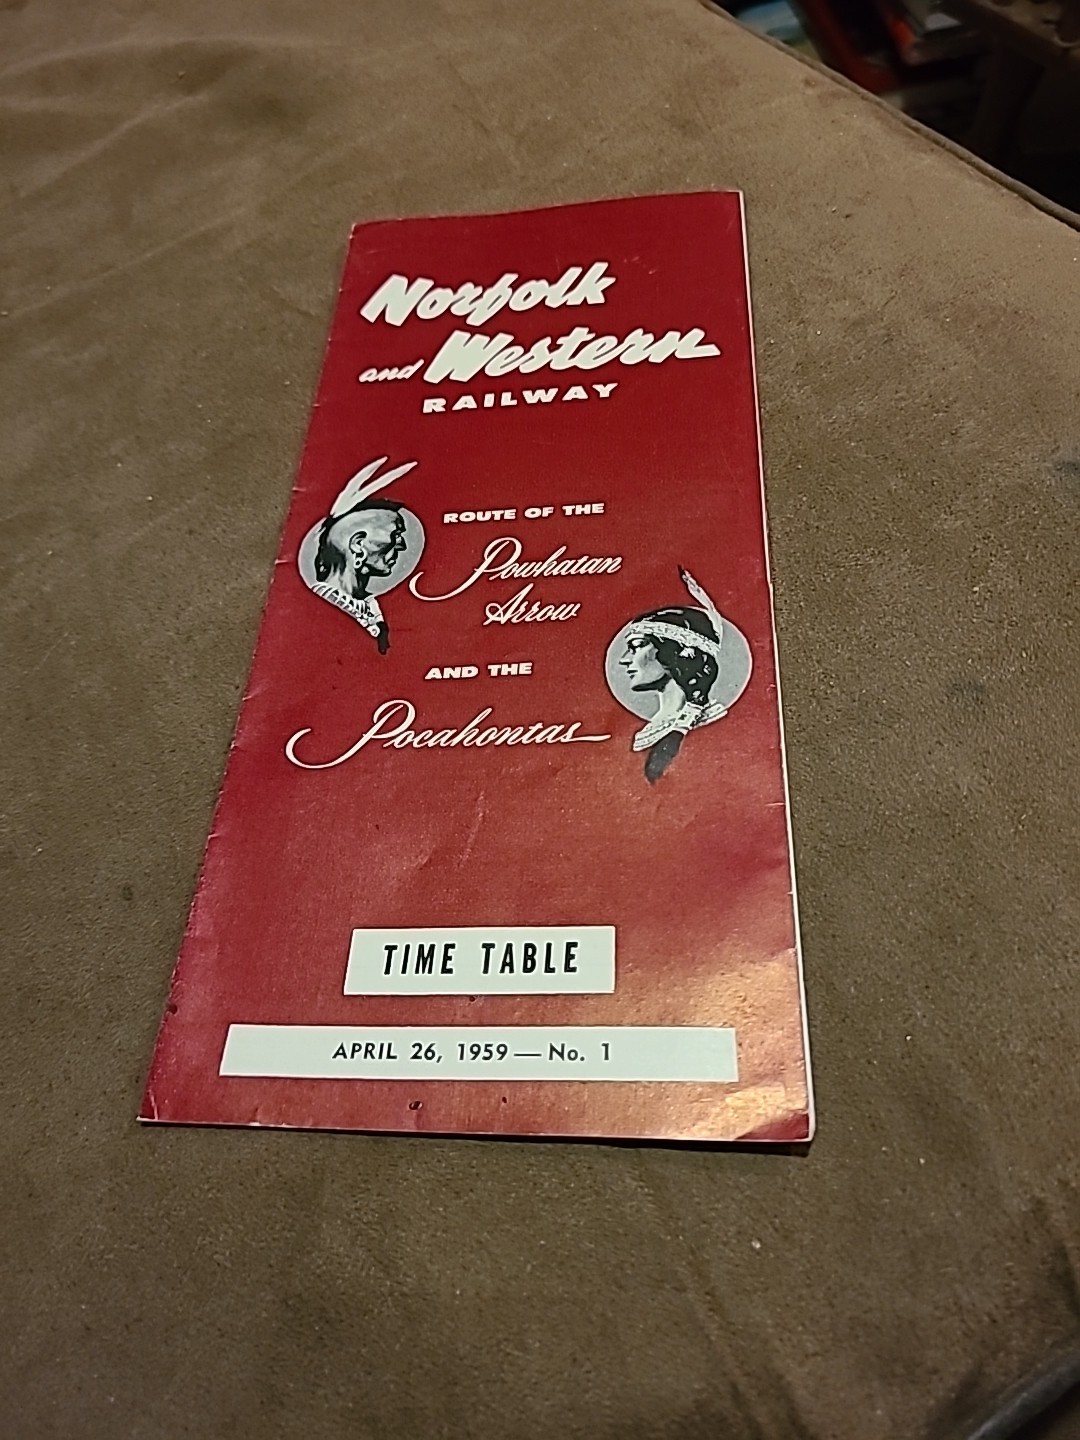 Norfolk
and Western
RAILWAY
ROUTE OF THE
Powhatan
Arrow
AND THE
Pocahontas
TIME TABLE
APRIL 26, 1959 — No. 1